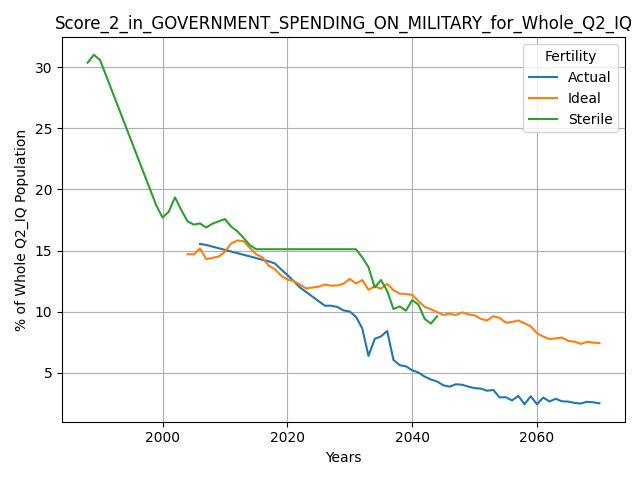 Score_2_in_GOVERNMENT_SPENDING_ON_MILITARY_for_Whole_Q2_IQ
% of Whole Q2_IQ Population
30
25
20
15
10
5
Fertility
Actual
Ideal
Sterile
2000 2020 2040 2060
Years